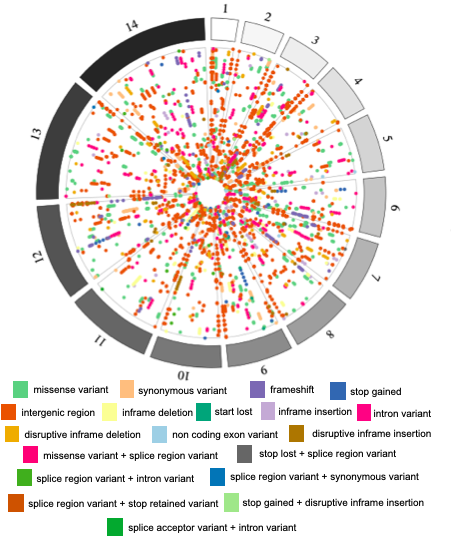 1
2
3
4
5
6
7
8
9
10
11
12
13
14
missense variant synonymous variant frameshift stop gained
intergenic region inframe deletion start lost inframe insertion intron variant
disruptive inframe deletion non coding exon variant disruptive inframe insertion
missense variant + splice region variant stop lost + splice region variant
splice region variant + intron variant splice region variant + synonymous variant
splice region variant + stop retained variant stop gained + disruptive inframe insertion
splice acceptor variant + intron variant